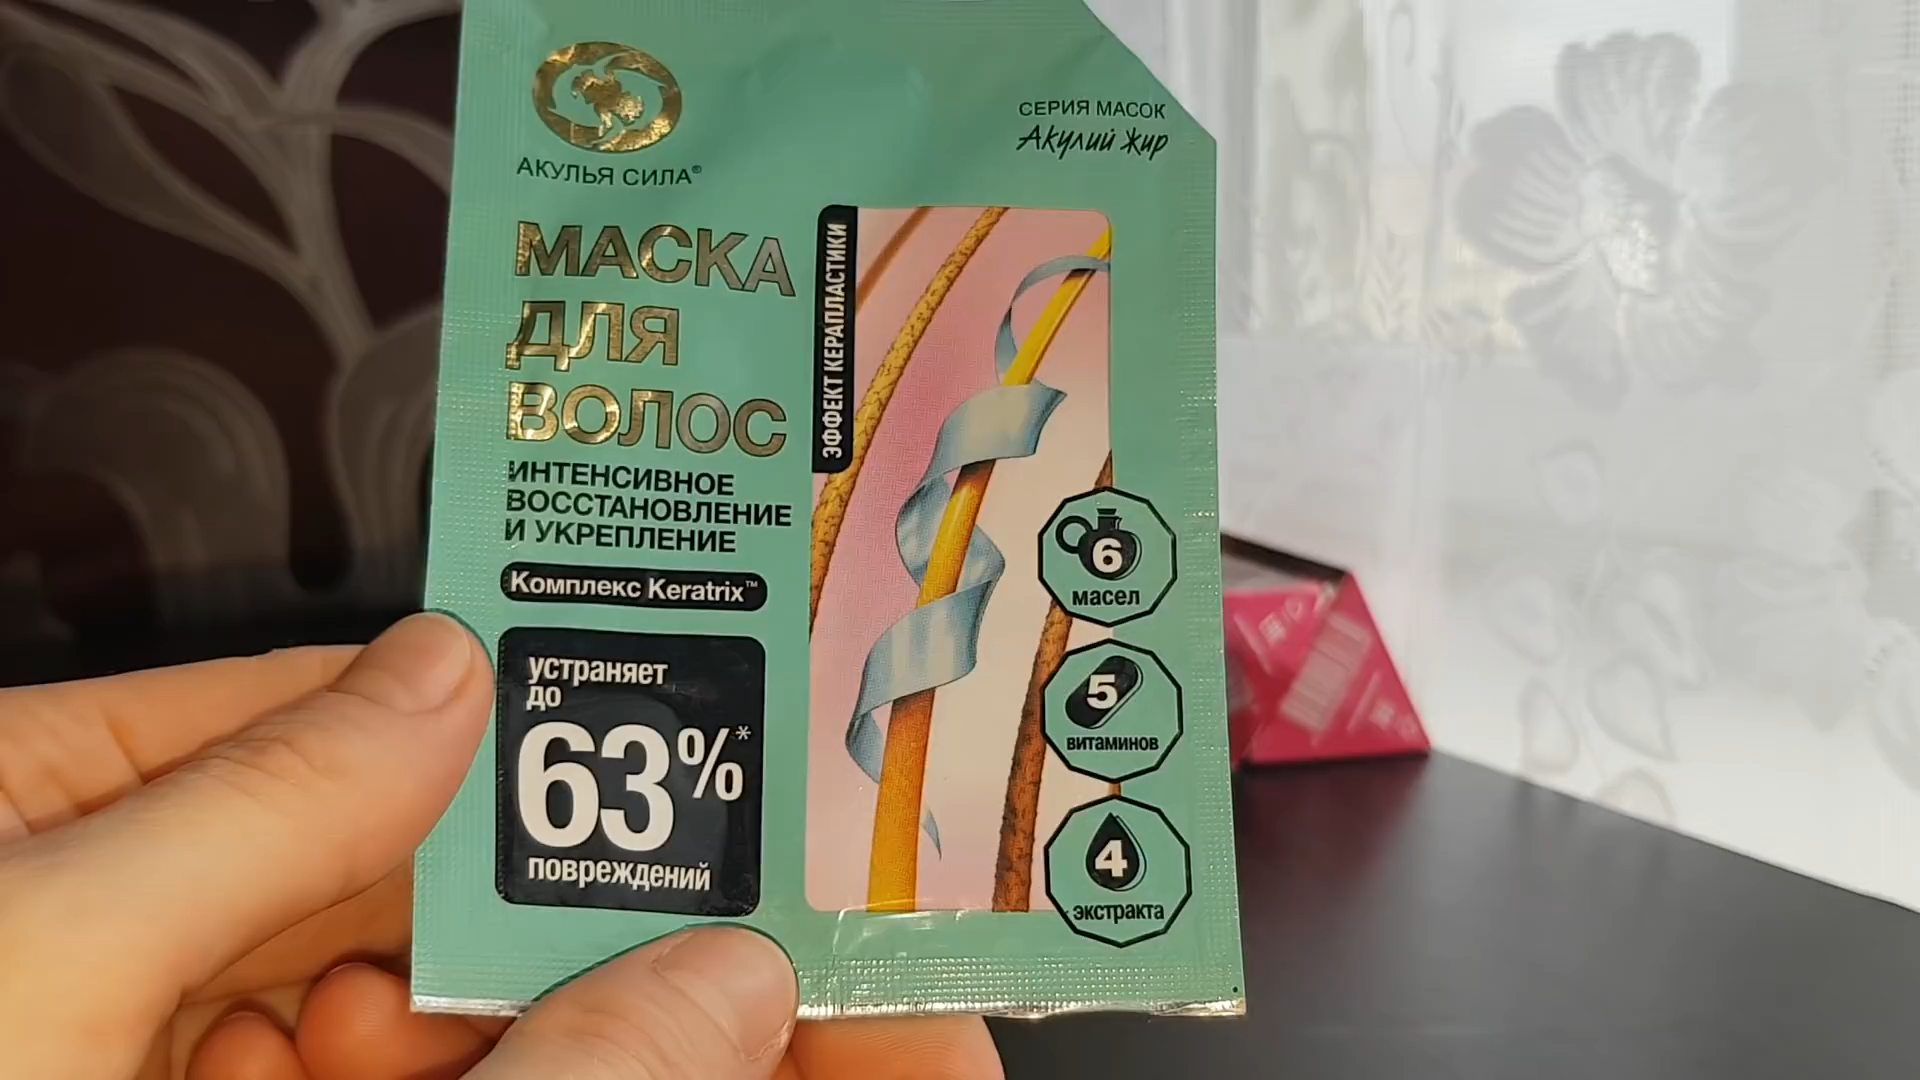 АКУЛЬЯ СИЛА®
СЕРИЯ МАСОК
Акулий жир
МАСКА
ДЛЯ
ВОЛОС
ИНТЕНСИВНОЕ
ВОССТАНОВЛЕНИЕ
И УКРЕПЛЕНИЕ
Комплекс Keratrix™
устраняет
до
63%*
повреждений
ЭФФЕКТ КЕРАПЛАСТИКИ
6
масел
5
витаминов
4
экстракта